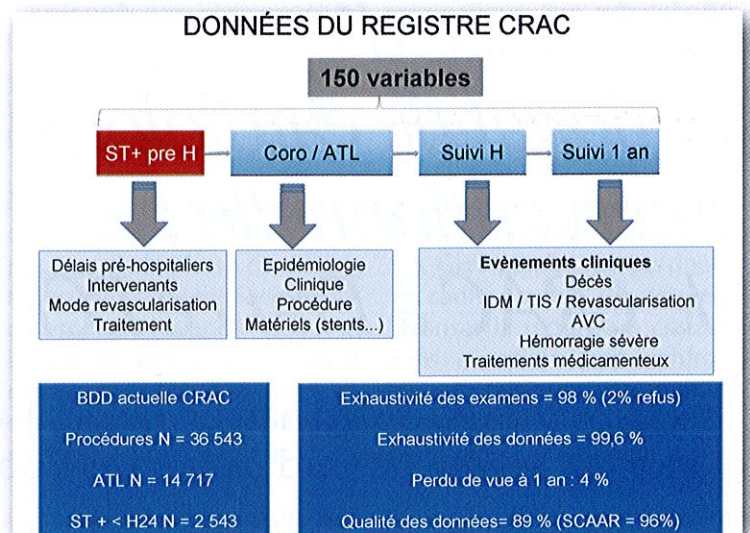 DONNÉES DU REGISTRE CRAC
150 variables
ST+ pre H
Coro / ATL
Suivi H
Suivi 1 an
Délais pré-hospitaliers
Intervenants
Mode revascularisation
Traitement
Epidémiologie
Clinique
Procédure
Matériels (stents...)
Evènements cliniques
Décès
IDM / TIS / Revascularisation
AVC
Hémorragie sévère
Traitements médicamenteux
BDD actuelle CRAC
Procédures N = 36 543
ATL N = 14 717
ST + < H24 N = 2 543
Exhaustivité des examens = 98 % (2% refus)
Exhaustivité des données = 99,6 %
Perdu de vue à 1 an : 4 %
Qualité des données= 89 % (SCAAR = 96%)